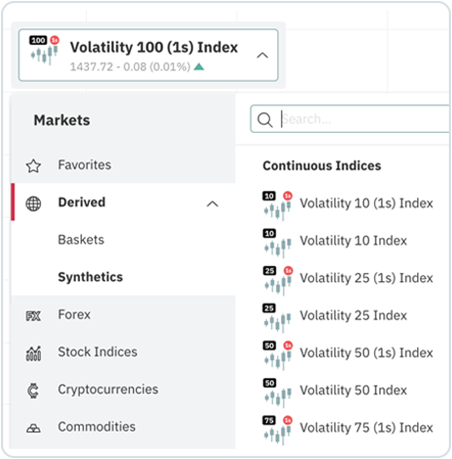 100 1s Volatility 100 (1s) Index
1437.72 - 0.08 (0.01%)
Markets
Favorites
Derived
Baskets
Synthetics
FX Forex
Stock Indices
Cryptocurrencies
Commodities
Search...
Continuous Indices
10 1s Volatility 10 (1s) Index
10 Volatility 10 Index
25 1s Volatility 25 (1s) Index
25 Volatility 25 Index
50 1s Volatility 50 (1s) Index
50 Volatility 50 Index
75 1s Volatility 75 (1s) Index